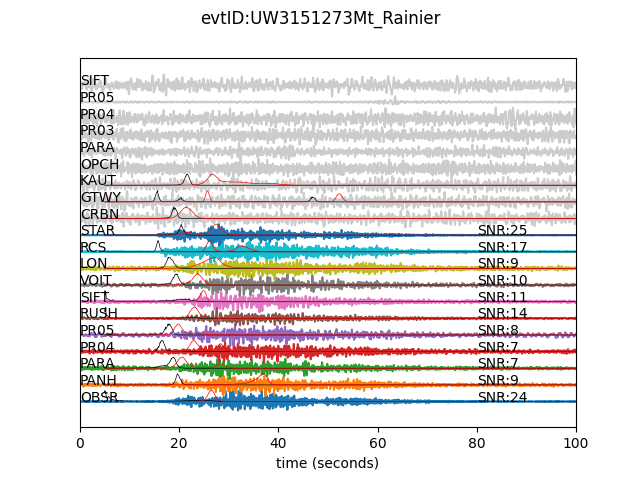 evtID:UW3151273Mt_Rainier
SIFT
PR05
PR04
PR03
PARA
OPCH
KAUT
GTWY
CRBN
STAR SNR:25
RCS SNR:17
LON SNR:9
VOIT SNR:10
SIFT SNR:11
RUSH SNR:14
PR05 SNR:8
PR04 SNR:7
PARA SNR:7
PANH SNR:9
OBSR SNR:24
0 20 40 60 80 100
time (seconds)